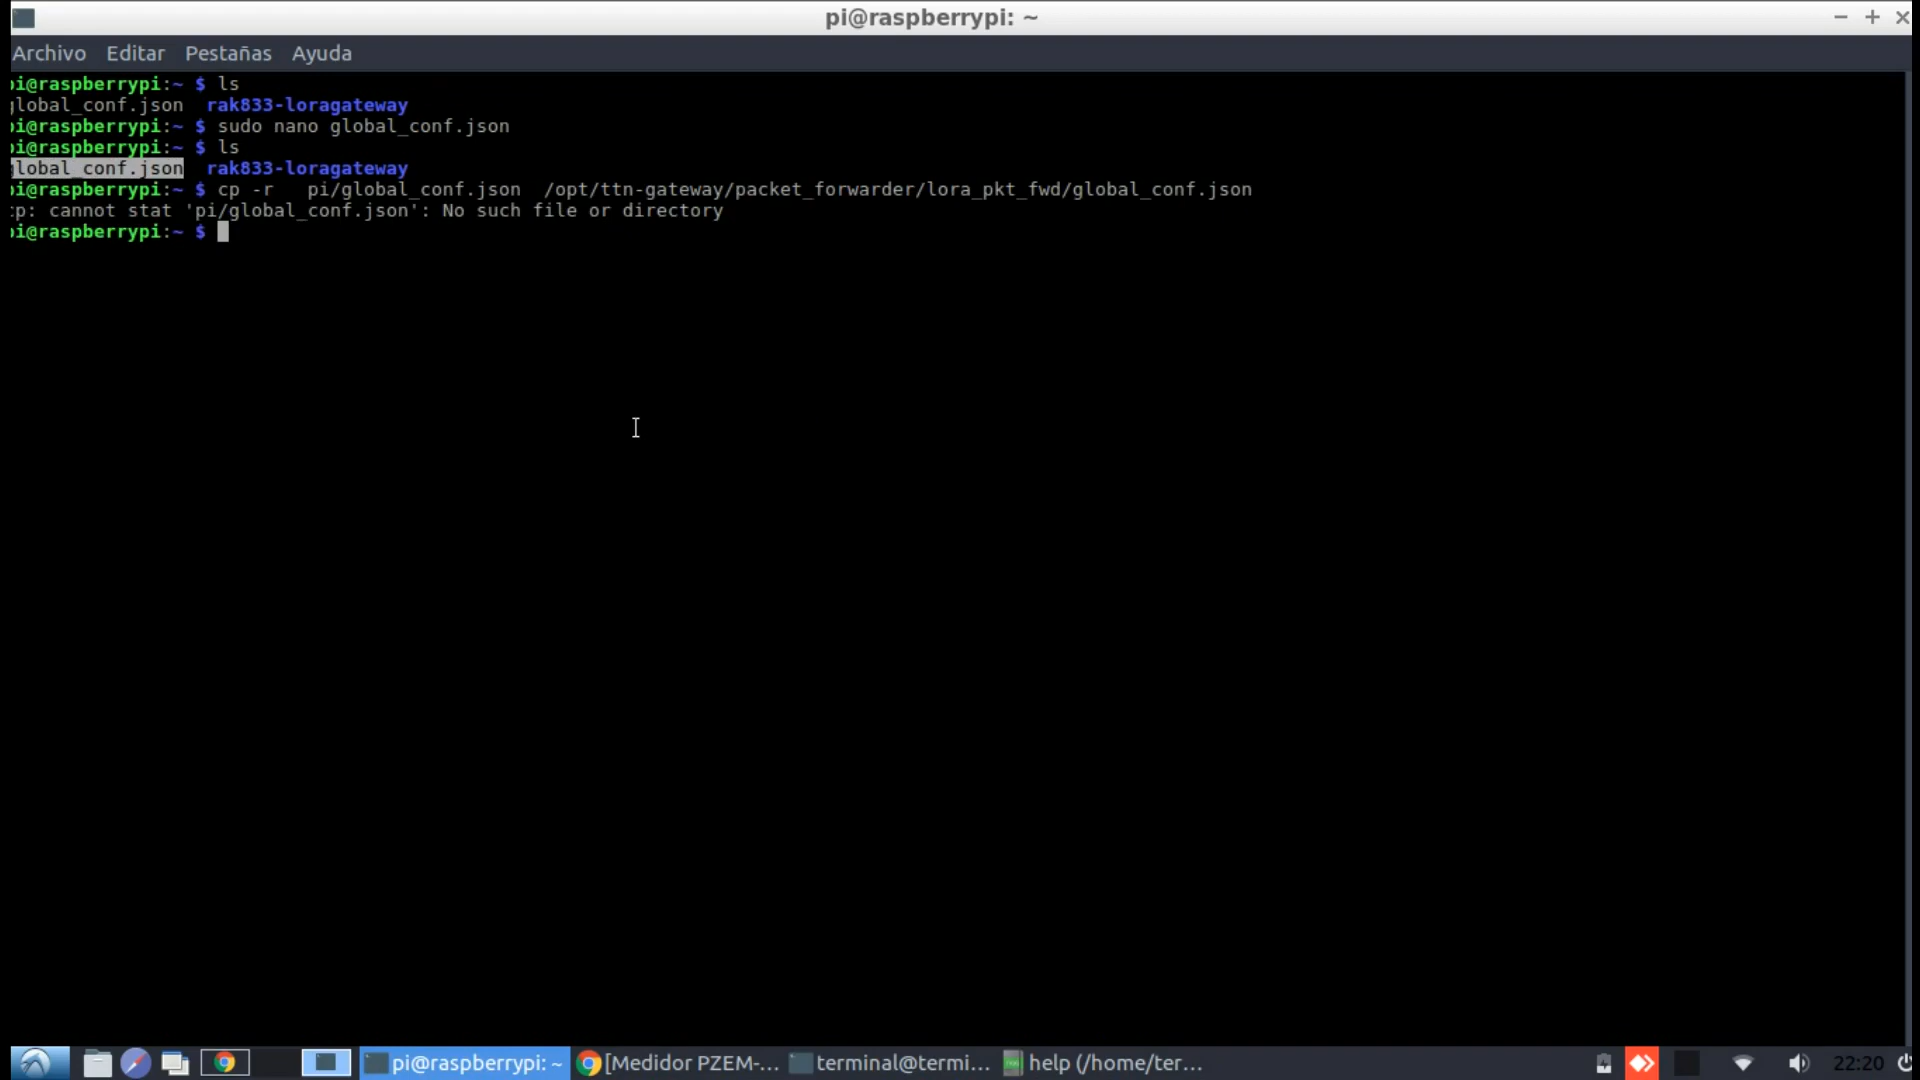 pi@raspberrypi: ~
Archivo Editar Pestañas Ayuda
pi@raspberrypi:~ $ ls
global_conf.json  rak833-loragateway
pi@raspberrypi:~ $ sudo nano global_conf.json
pi@raspberrypi:~ $ ls
global_conf.json  rak833-loragateway
pi@raspberrypi:~ $ cp -r   pi/global_conf.json  /opt/ttn-gateway/packet_forwarder/lora_pkt_fwd/global_conf.json
cp: cannot stat 'pi/global_conf.json': No such file or directory
pi@raspberrypi:~ $
pi@raspberrypi: ~ [Medidor PZEM-... terminal@termi... help (/home/ter... 22:20